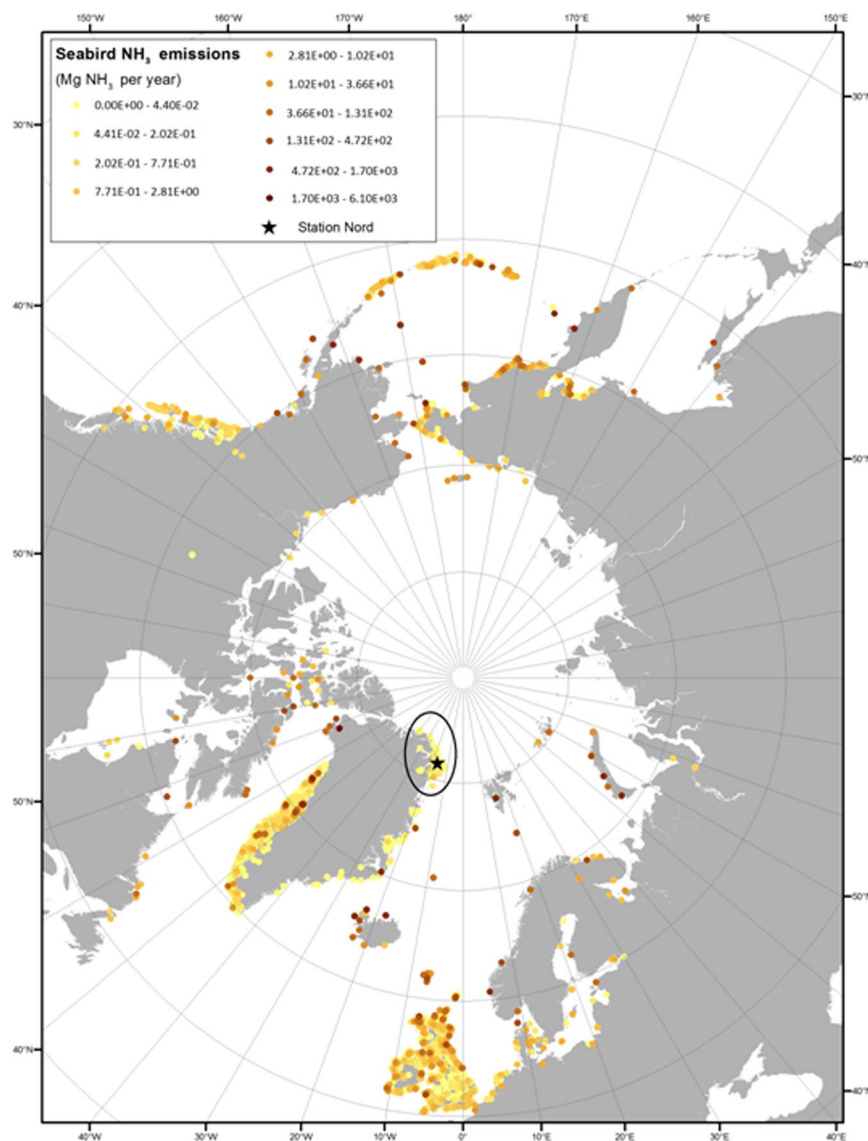 150°W 160°W 170°W 180° 170°E 160°E 150°E
Seabird NH₃ emissions
(Mg NH₃ per year)
0.00E+00 - 4.40E-02
4.41E-02 - 2.02E-01
2.02E-01 - 7.71E-01
7.71E-01 - 2.81E+00
2.81E+00 - 1.02E+01
1.02E+01 - 3.66E+01
3.66E+01 - 1.31E+02
1.31E+02 - 4.72E+02
4.72E+02 - 1.70E+03
1.70E+03 - 6.10E+03
Station Nord
30°N
30°N
40°N
40°N
50°N
50°N
50°N
50°N
40°N
40°N
40°W 30°W 20°W 10°W 0° 10°E 20°E 30°E 40°E